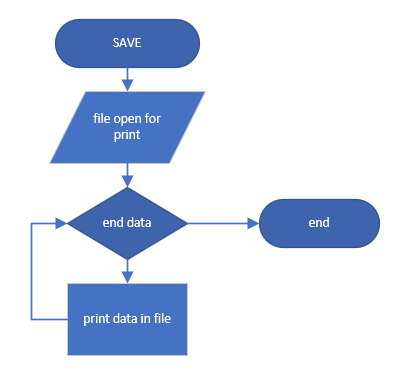 SAVE
file open for
print
end data
end
print data in file